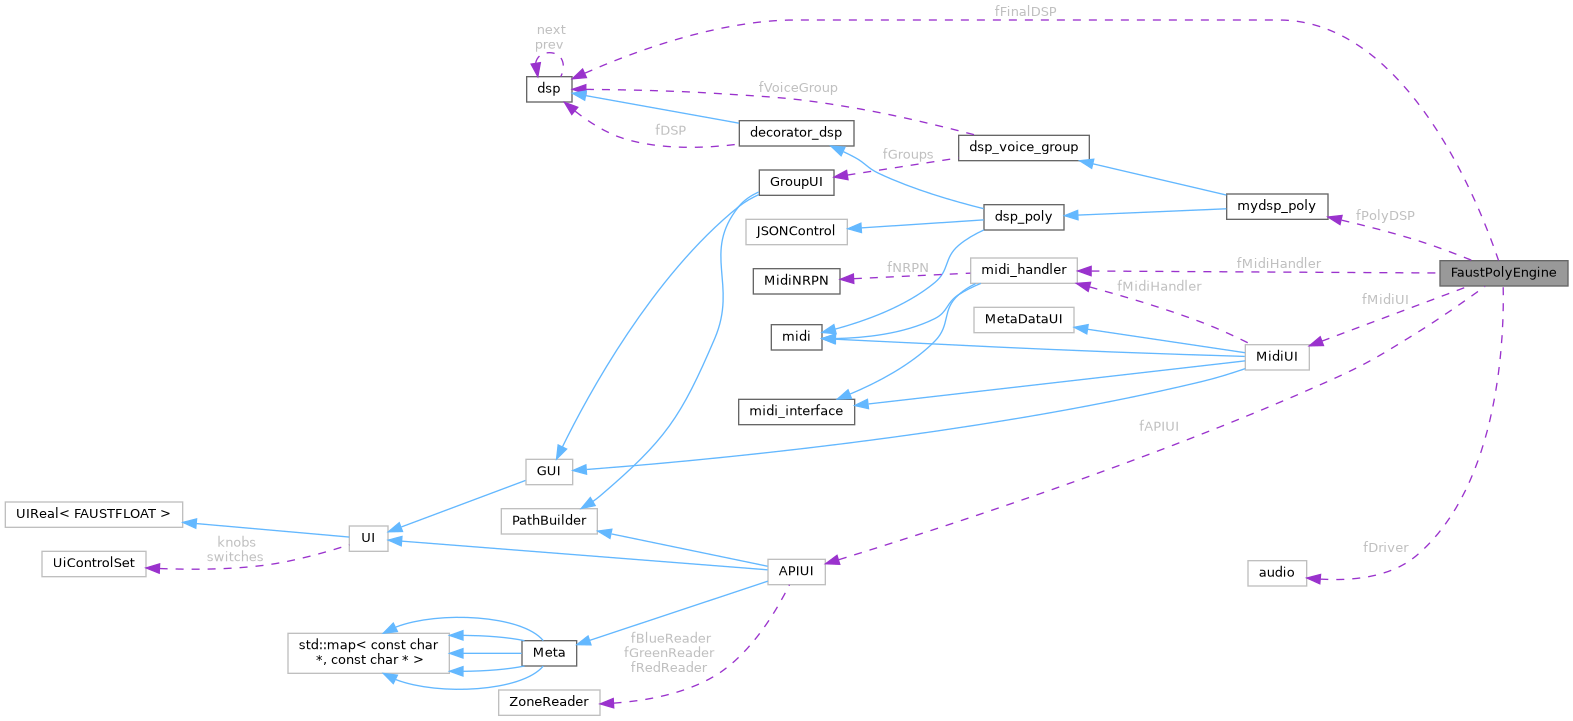 fFinalDSP
next
prev
dsp
fVoiceGroup
fDSP
decorator_dsp
dsp_voice_group
fGroups
GroupUI
mydsp_poly
dsp_poly
fPolyDSP
JSONControl
fMidiHandler
midi_handler
fNRPN
FaustPolyEngine
MidiNRPN
fMidiHandler
fMidiUI
MetaDataUI
midi
MidiUI
midi_interface
fAPIUI
GUI
UIReal< FAUSTFLOAT >
PathBuilder
UI
knobs
switches
fDriver
UiControlSet
APIUI
audio
std::map< const char
*, const char * >
Meta
fBlueReader
fGreenReader
fRedReader
ZoneReader